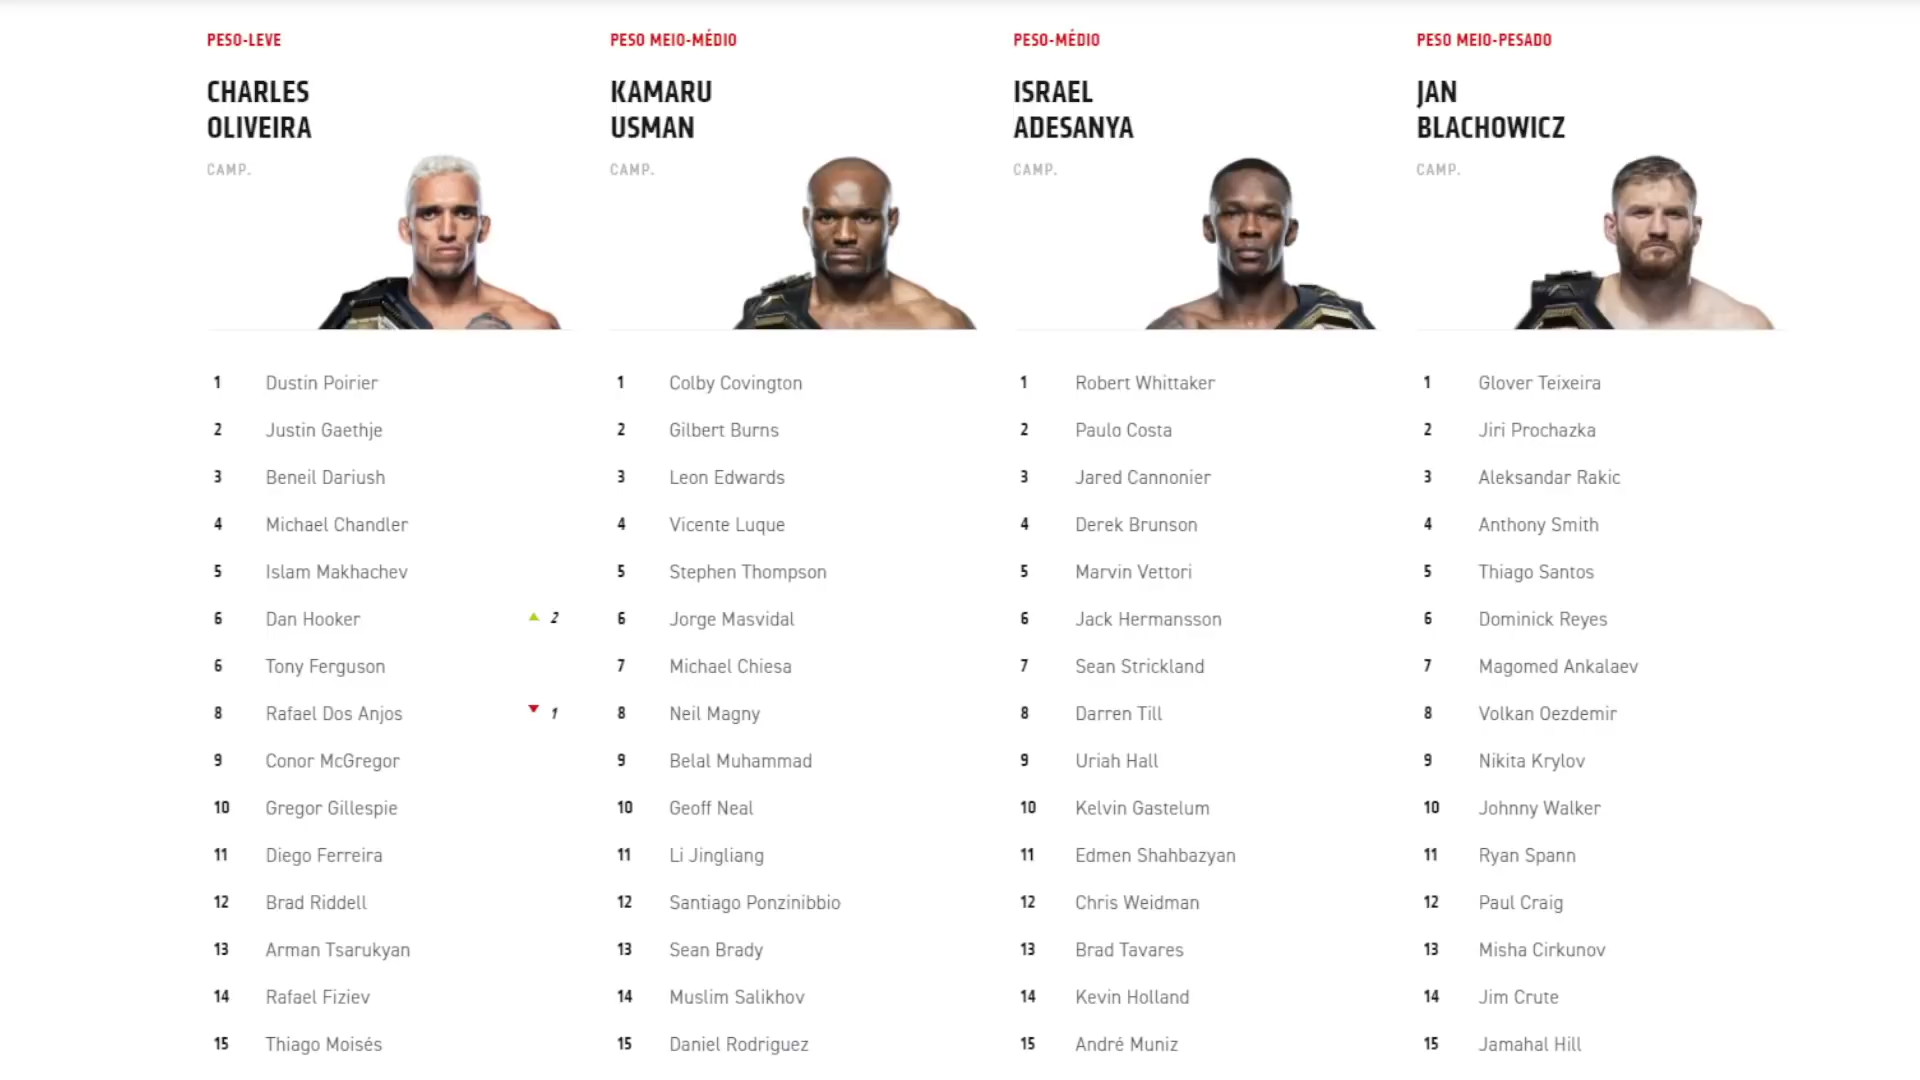 PESO-LEVE
CHARLES
OLIVEIRA
CAMP.
1 Dustin Poirier
2 Justin Gaethje
3 Beneil Dariush
4 Michael Chandler
5 Islam Makhachev
6 Dan Hooker 2
6 Tony Ferguson
8 Rafael Dos Anjos 1
9 Conor McGregor
10 Gregor Gillespie
11 Diego Ferreira
12 Brad Riddell
13 Arman Tsarukyan
14 Rafael Fiziev
15 Thiago Moisés
PESO MEIO-MÉDIO
KAMARU
USMAN
CAMP.
1 Colby Covington
2 Gilbert Burns
3 Leon Edwards
4 Vicente Luque
5 Stephen Thompson
6 Jorge Masvidal
7 Michael Chiesa
8 Neil Magny
9 Belal Muhammad
10 Geoff Neal
11 Li Jingliang
12 Santiago Ponzinibbio
13 Sean Brady
14 Muslim Salikhov
15 Daniel Rodriguez
PESO-MÉDIO
ISRAEL
ADESANYA
CAMP.
1 Robert Whittaker
2 Paulo Costa
3 Jared Cannonier
4 Derek Brunson
5 Marvin Vettori
6 Jack Hermansson
7 Sean Strickland
8 Darren Till
9 Uriah Hall
10 Kelvin Gastelum
11 Edmen Shahbazyan
12 Chris Weidman
13 Brad Tavares
14 Kevin Holland
15 André Muniz
PESO MEIO-PESADO
JAN
BLACHOWICZ
CAMP.
1 Glover Teixeira
2 Jiri Prochazka
3 Aleksandar Rakic
4 Anthony Smith
5 Thiago Santos
6 Dominick Reyes
7 Magomed Ankalaev
8 Volkan Oezdemir
9 Nikita Krylov
10 Johnny Walker
11 Ryan Spann
12 Paul Craig
13 Misha Cirkunov
14 Jim Crute
15 Jamahal Hill